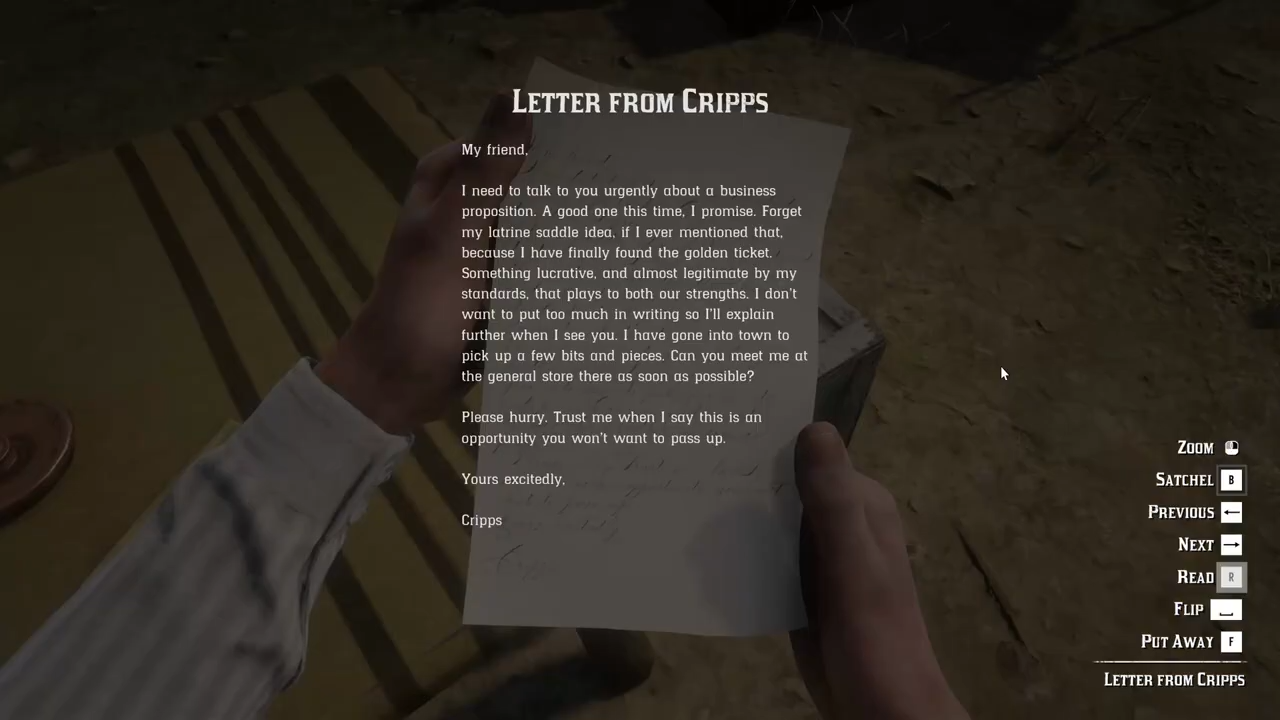 Letter from Cripps
My friend,
I need to talk to you urgently about a business
proposition. A good one this time, I promise. Forget
my latrine saddle idea, if I ever mentioned that,
because I have finally found the golden ticket.
Something lucrative, and almost legitimate by my
standards, that plays to both our strengths. I don't
want to put too much in writing so I'll explain
further when I see you. I have gone into town to
pick up a few bits and pieces. Can you meet me at
the general store there as soon as possible?
Please hurry. Trust me when I say this is an
opportunity you won't want to pass up.
Yours excitedly,
Cripps
Zoom
Satchel B
Previous ←
Next →
Read R
Flip
Put Away F
Letter from Cripps